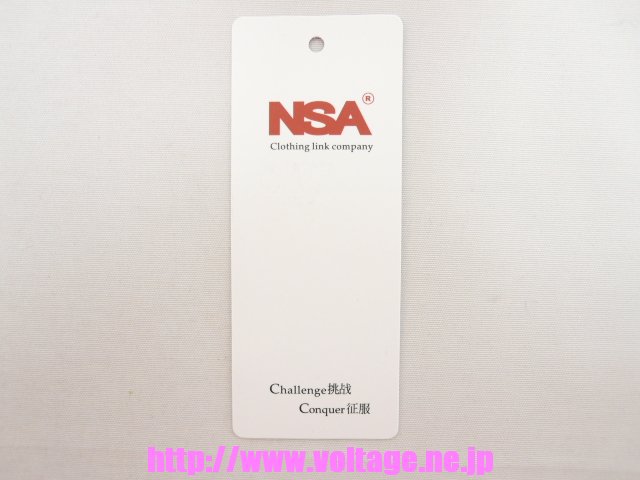 NSA®
Clothing link company
Challenge挑战
Conquer征服
http://www.voltage.ne.jp